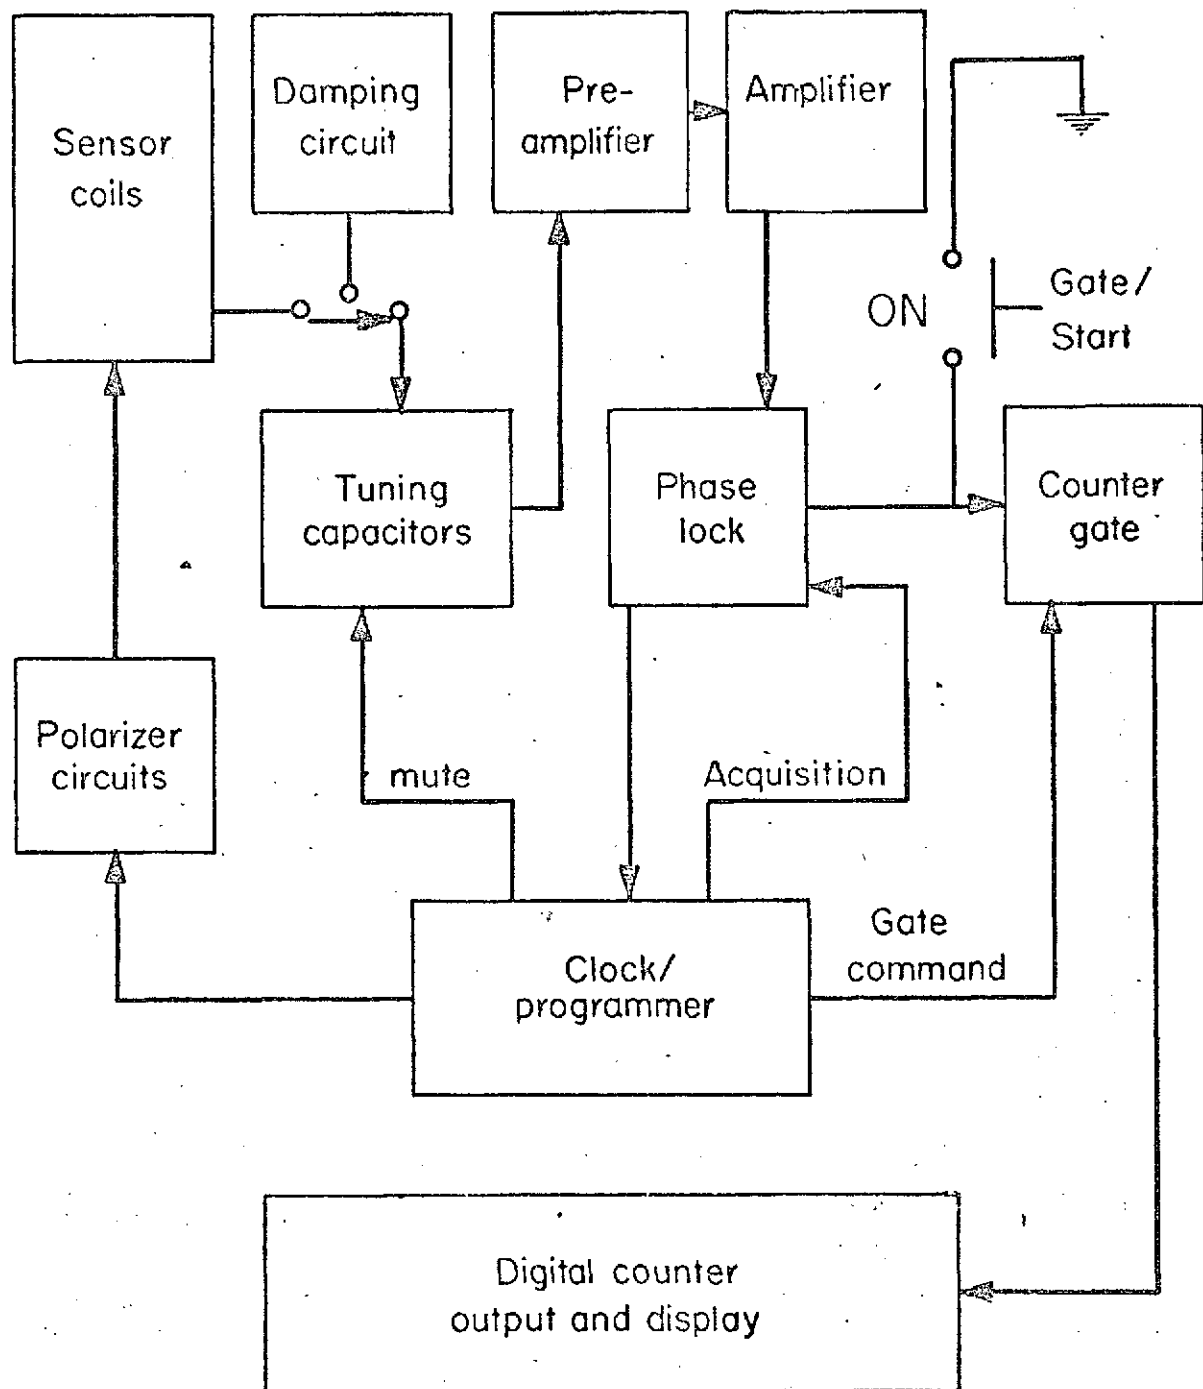 Sensor
coils
Damping
circuit
Pre-
amplifier
Amplifier
ON
Gate/
Start
Tuning
capacitors
Phase
lock
Counter
gate
Polarizer
circuits
mute
Acquisition
Gate
command
Clock/
programmer
Digital counter
output and display